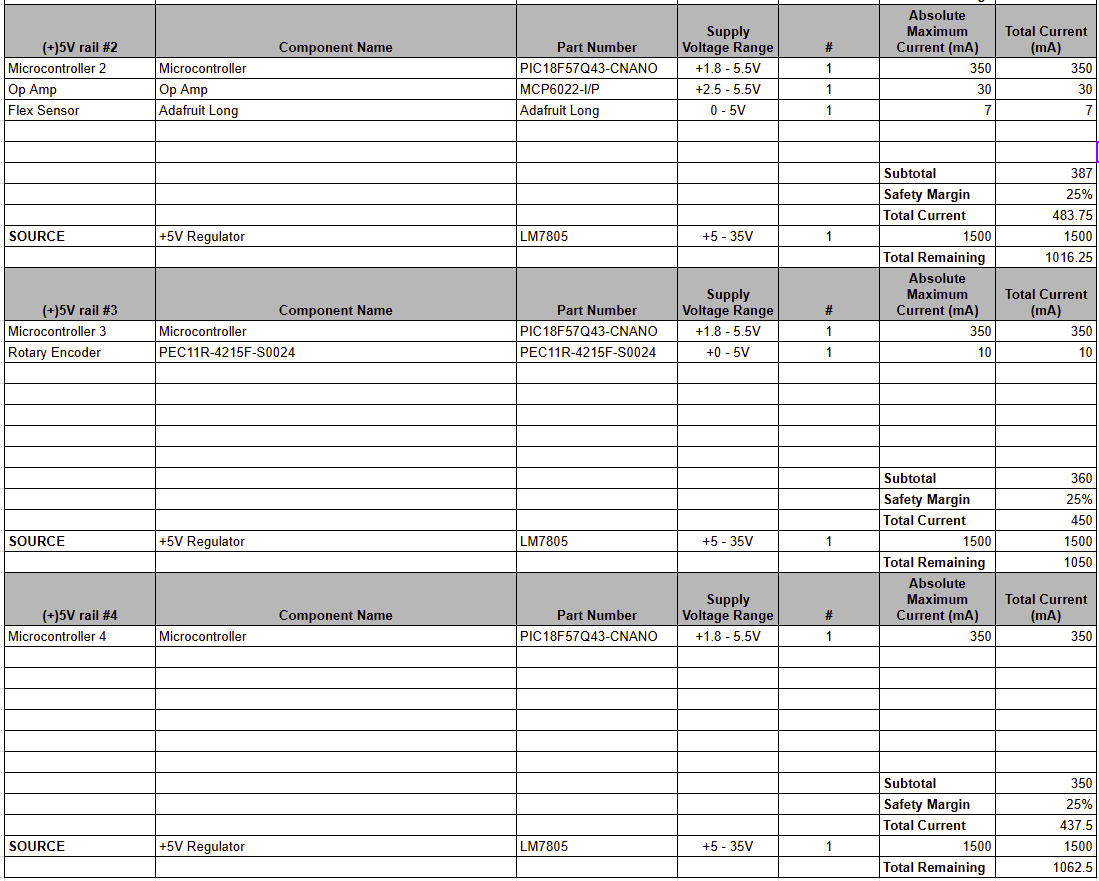 (+)5V rail #2 Component Name Part Number Supply Voltage Range # Absolute Maximum Current (mA) Total Current (mA)
Microcontroller 2 Microcontroller PIC18F57Q43-CNANO +1.8 - 5.5V 1 350 350
Op Amp Op Amp MCP6022-I/P +2.5 - 5.5V 1 30 30
Flex Sensor Adafruit Long Adafruit Long 0 - 5V 1 7 7
Subtotal 387
Safety Margin 25%
Total Current 483.75
SOURCE +5V Regulator LM7805 +5 - 35V 1 1500 1500
Total Remaining 1016.25
(+)5V rail #3 Component Name Part Number Supply Voltage Range # Absolute Maximum Current (mA) Total Current (mA)
Microcontroller 3 Microcontroller PIC18F57Q43-CNANO +1.8 - 5.5V 1 350 350
Rotary Encoder PEC11R-4215F-S0024 PEC11R-4215F-S0024 +0 - 5V 1 10 10
Subtotal 360
Safety Margin 25%
Total Current 450
SOURCE +5V Regulator LM7805 +5 - 35V 1 1500 1500
Total Remaining 1050
(+)5V rail #4 Component Name Part Number Supply Voltage Range # Absolute Maximum Current (mA) Total Current (mA)
Microcontroller 4 Microcontroller PIC18F57Q43-CNANO +1.8 - 5.5V 1 350 350
Subtotal 350
Safety Margin 25%
Total Current 437.5
SOURCE +5V Regulator LM7805 +5 - 35V 1 1500 1500
Total Remaining 1062.5